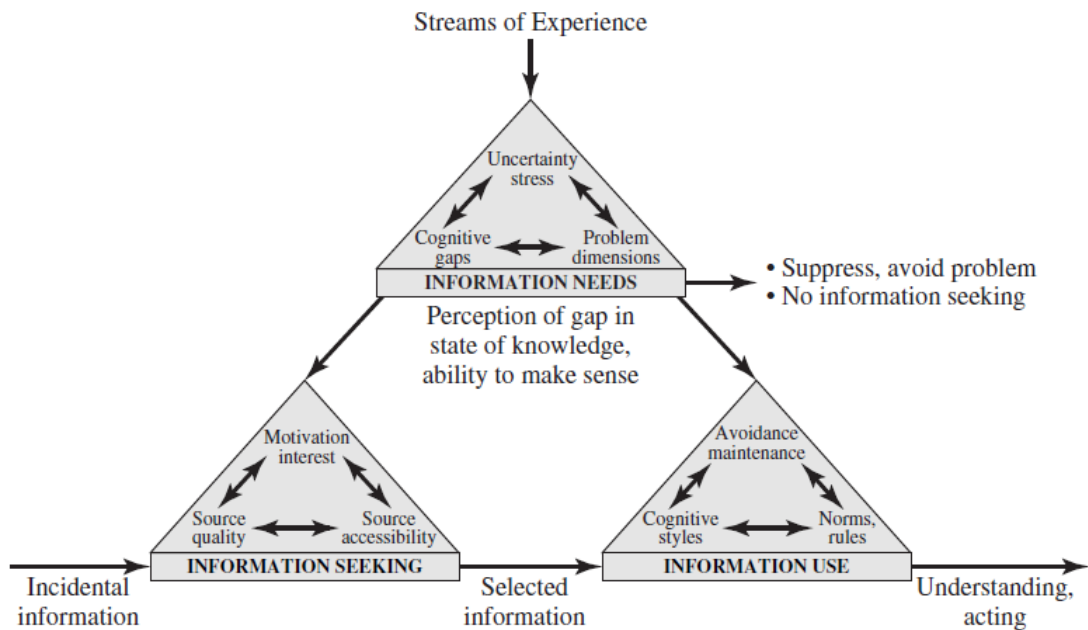 Streams of Experience
Uncertainty
stress
Cognitive
gaps
Problem
dimensions
INFORMATION NEEDS
• Suppress, avoid problem
• No information seeking
Perception of gap in
state of knowledge,
ability to make sense
Motivation
interest
Source
quality
Source
accessibility
INFORMATION SEEKING
Avoidance
maintenance
Cognitive
styles
Norms,
rules
INFORMATION USE
Incidental
information
Selected
information
Understanding,
acting